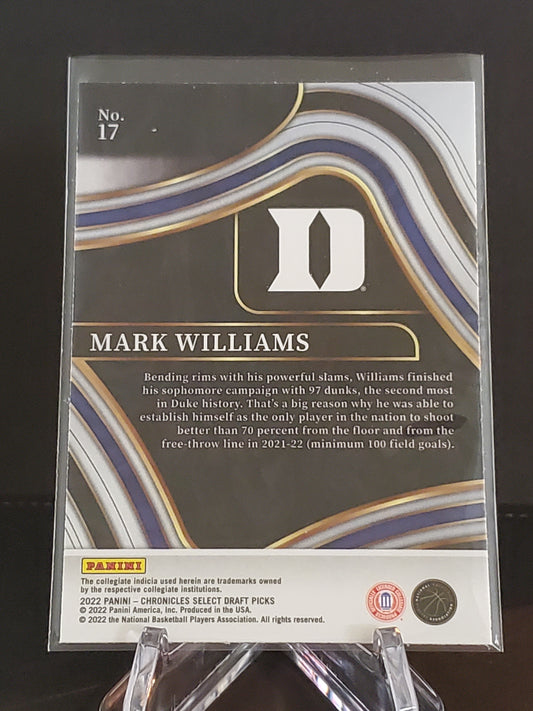 No.
17
D
MARK WILLIAMS
Bending rims with his powerful slams, Williams finished
his sophomore campaign with 97 dunks, the second most
in Duke history. That's a big reason why he was able to
establish himself as the only player in the nation to shoot
better than 70 percent from the floor and from the
free-throw line in 2021-22 (minimum 100 field goals).
PANINI
The collegiate indicia used herein are trademarks owned
by the respective collegiate institutions.
2022 PANINI – CHRONICLES SELECT DRAFT PICKS
© 2022 Panini America, Inc. Produced in the USA.
© 2022 the National Basketball Players Association. All rights reserved.